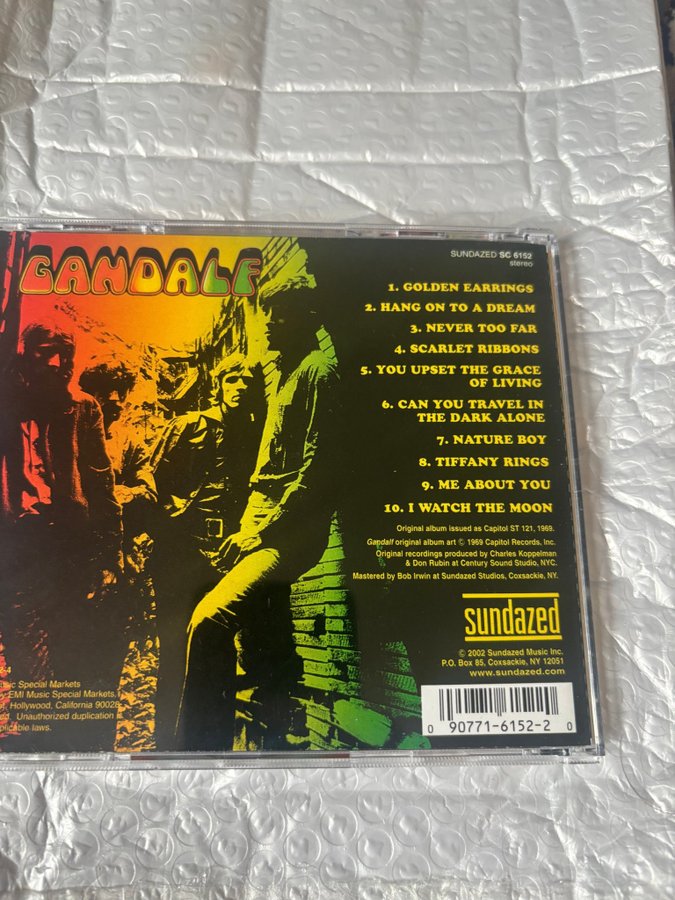 GANDALF
SUNDAZED SC 6152
stereo
1. GOLDEN EARRINGS
2. HANG ON TO A DREAM
3. NEVER TOO FAR
4. SCARLET RIBBONS
5. YOU UPSET THE GRACE
OF LIVING
6. CAN YOU TRAVEL IN
THE DARK ALONE
7. NATURE BOY
8. TIFFANY RINGS
9. ME ABOUT YOU
10. I WATCH THE MOON
Original album issued as Capitol ST 121, 1969.
Gandalf original album art © 1969 Capitol Records, Inc.
Original recordings produced by Charles Koppelman
& Don Rubin at Century Sound Studio, NYC.
Mastered by Bob Irwin at Sundazed Studios, Coxsackie, NY.
sundazed
© 2002 Sundazed Music Inc.
P.O. Box 85, Coxsackie, NY 12051
www.sundazed.com
0 90771-6152-2 0
Special Markets
EMI Music Special Markets,
Hollywood, California 90028
Unauthorized duplication
laws.